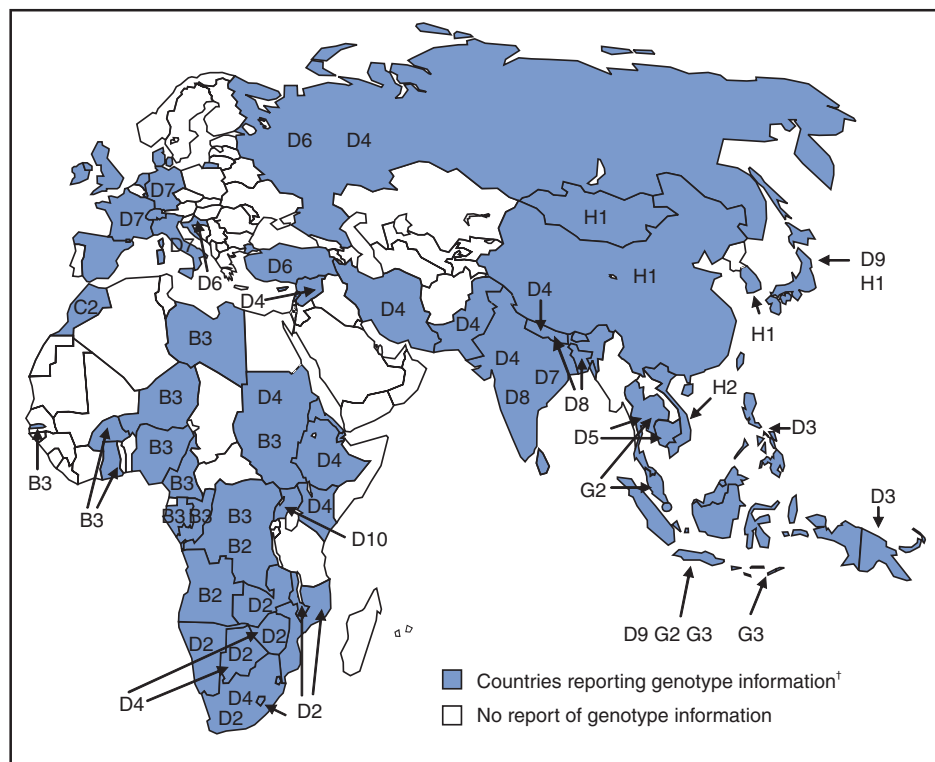 D6 D4
D7
D7
D7
D6
D6
D4
C2
B3
D4
D4
H1
H1
D9
H1
H1
D4
D4
D7
D8
D8
H2
D5
G2
D3
D3
B3
D4
B3
B3
B3
D4
B3
B3
B3
B3 B3
B3
D4
D10
B2
B2
D2
D2
D2
D2
D4
D4
D2
D2
D9 G2 G3
G3
Countries reporting genotype information†
No report of genotype information